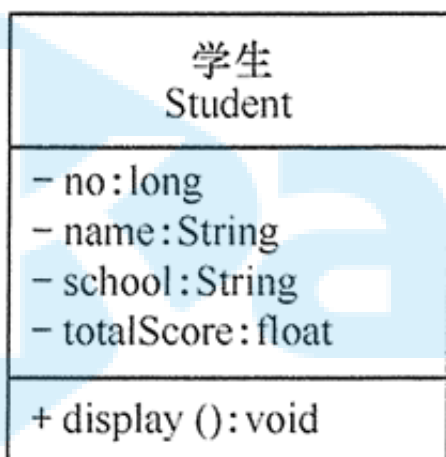 学生
Student
- no:long
- name:String
- school:String
- totalScore:float
+ display ():void